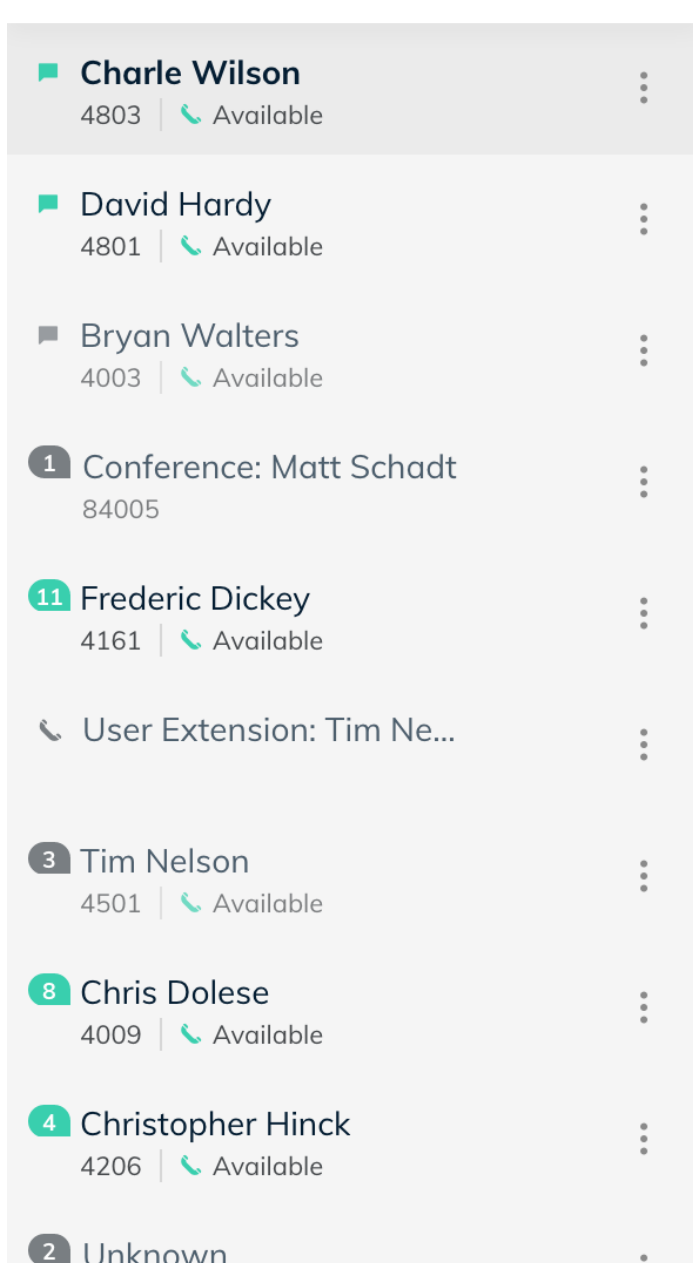 Charle Wilson
4803 Available
David Hardy
4801 Available
Bryan Walters
4003 Available
1 Conference: Matt Schadt
84005
11 Frederic Dickey
4161 Available
User Extension: Tim Ne...
3 Tim Nelson
4501 Available
8 Chris Dolese
4009 Available
4 Christopher Hinck
4206 Available
2 Unknown